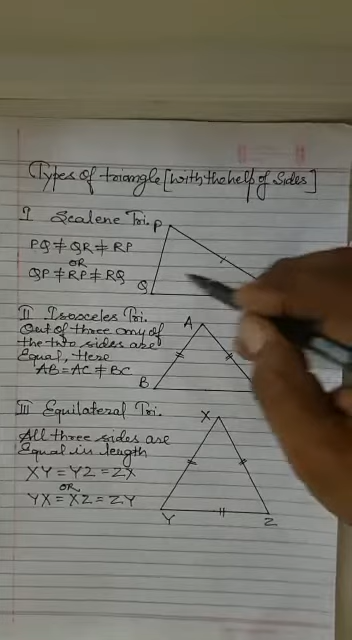 Types of triangle [with the help of Sides]
I Scalene Tri.
P
PQ ≠ QR ≠ RP
OR
QP ≠ RP ≠ RQ
Q
II Isosceles Tri.
A
Out of three any of
the two sides are
Equal, Here
AB = AC ≠ BC
B
III Equilateral Tri.
X
All three sides are
Equal in length
XY = YZ = ZX
OR
YX = XZ = ZY
Y
Z